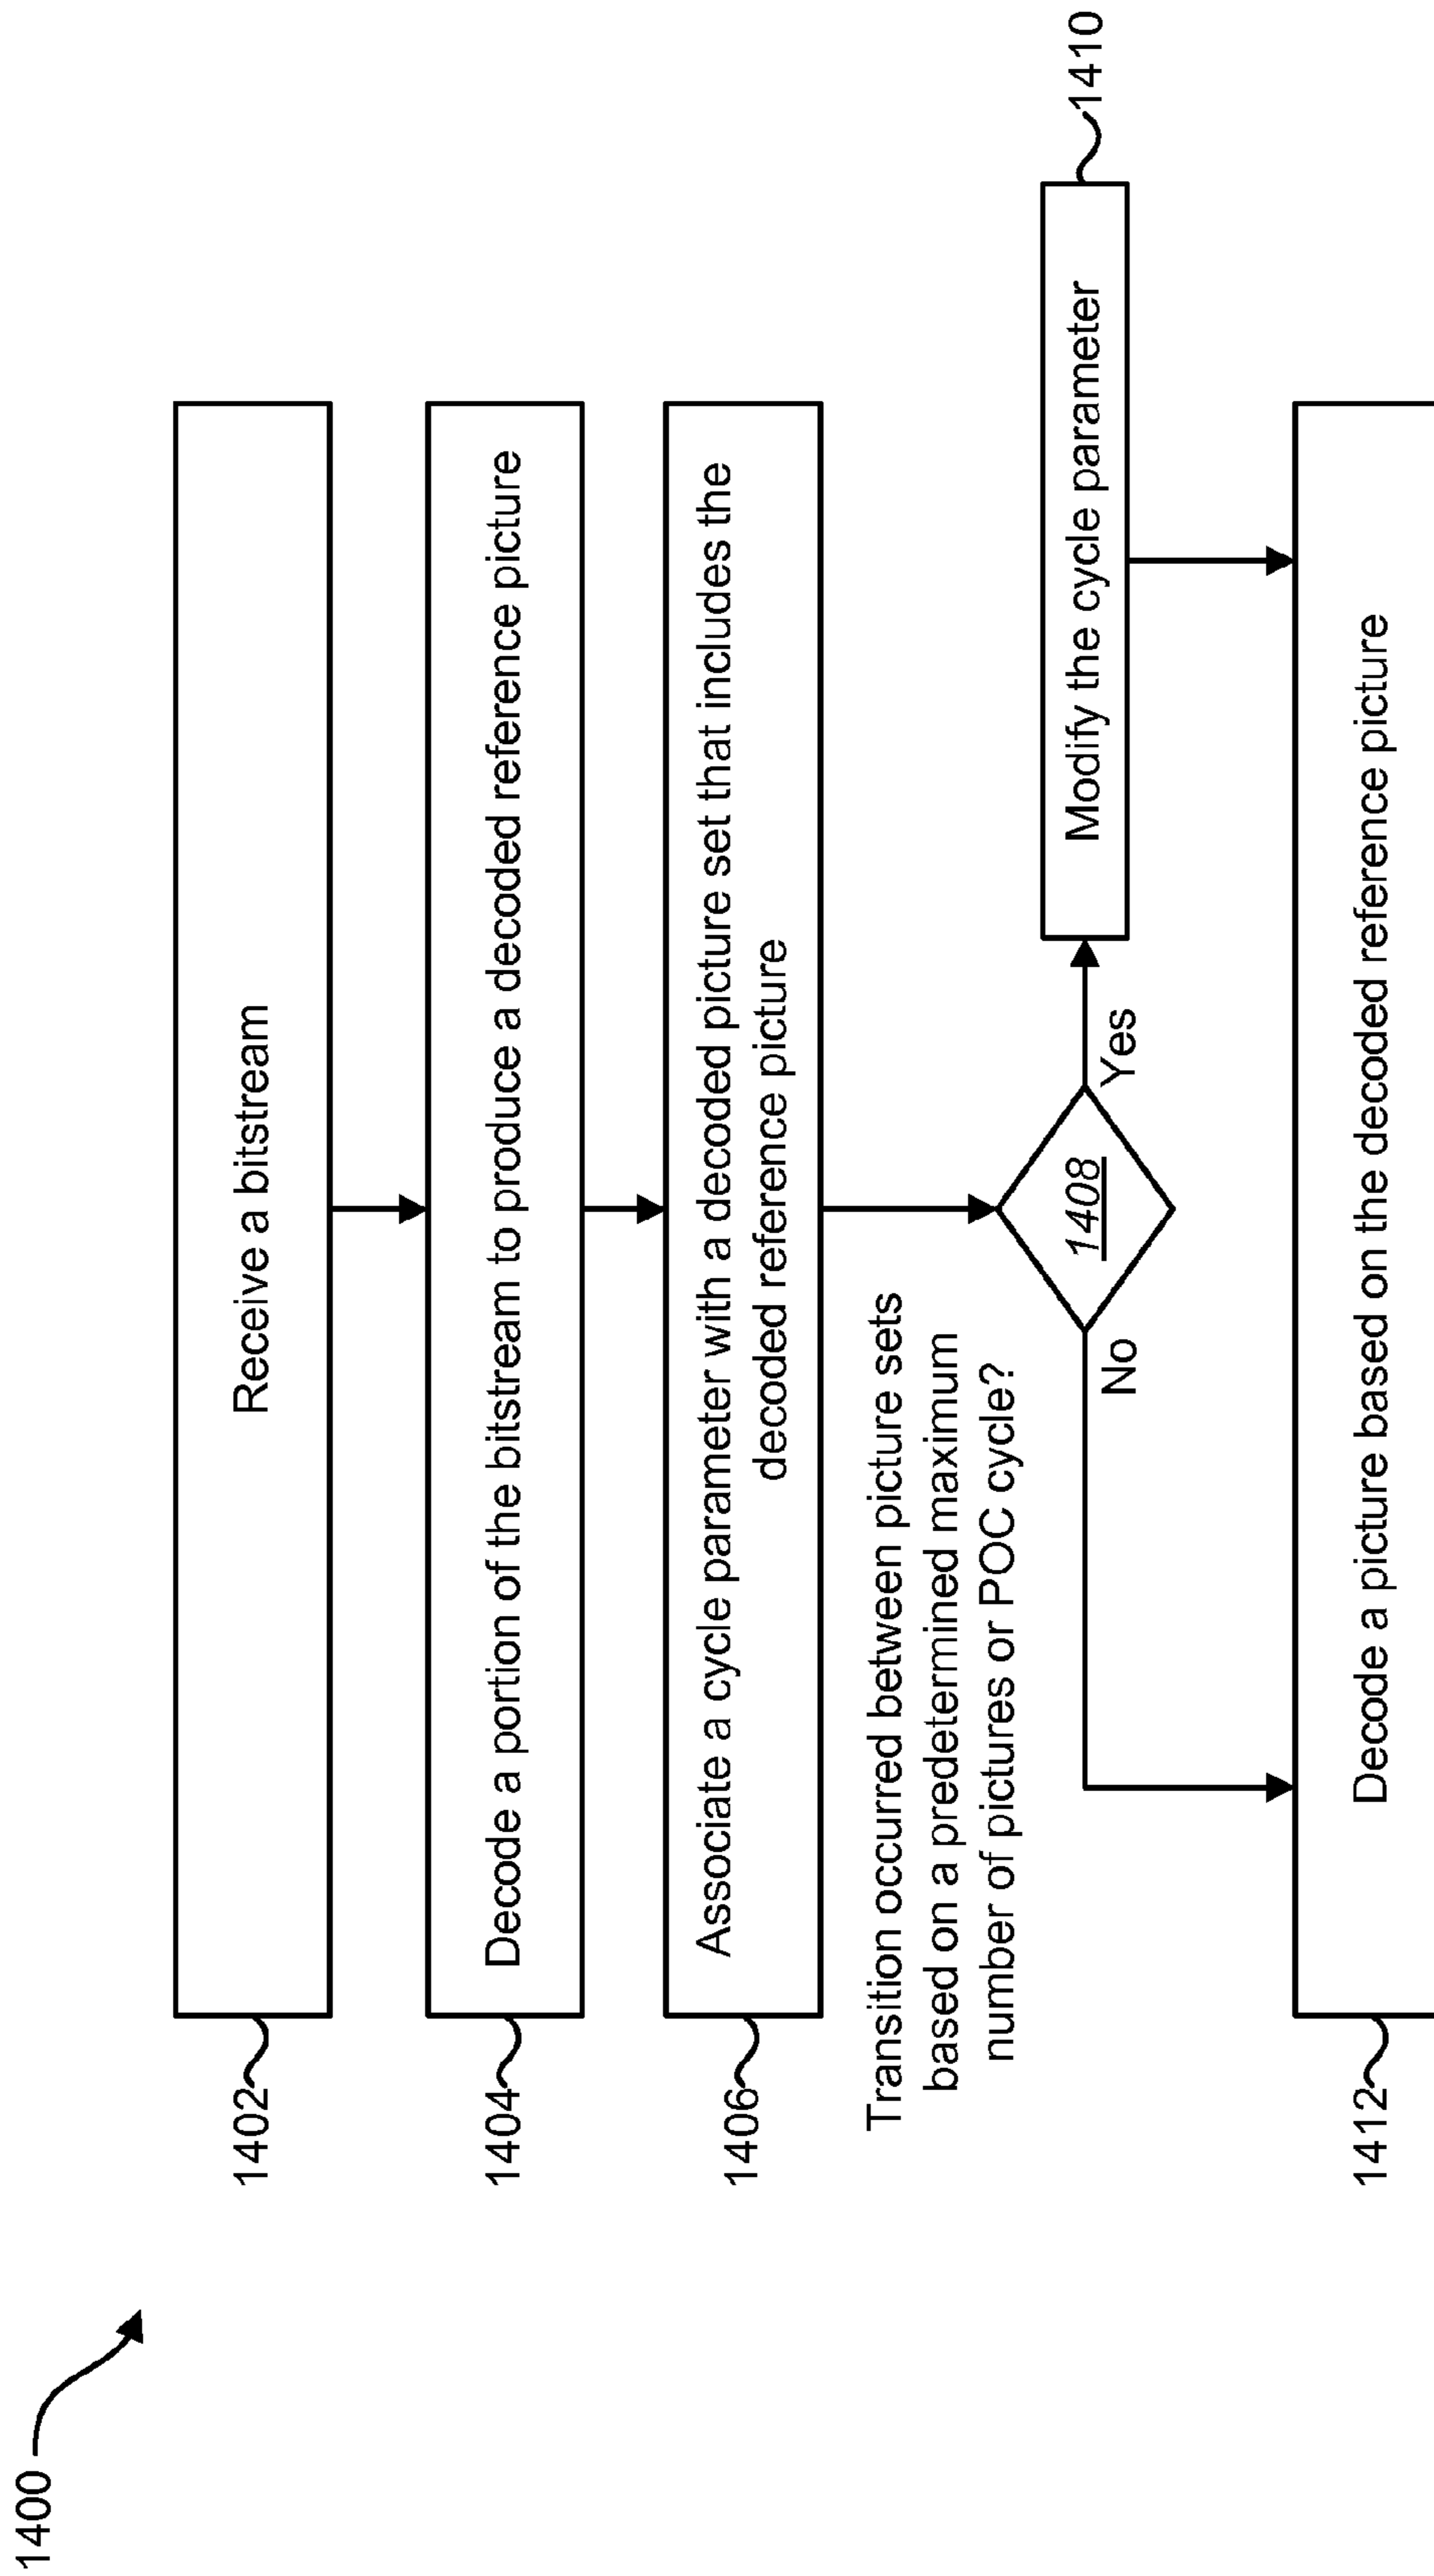 1400
1402
Receive a bitstream
1404
Decode a portion of the bitstream to produce a decoded reference picture
1406
Associate a cycle parameter with a decoded picture set that includes the
decoded reference picture
Transition occurred between picture sets
based on a predetermined maximum
number of pictures or POC cycle?
1408
No
Yes
Modify the cycle parameter
1410
1412
Decode a picture based on the decoded reference picture